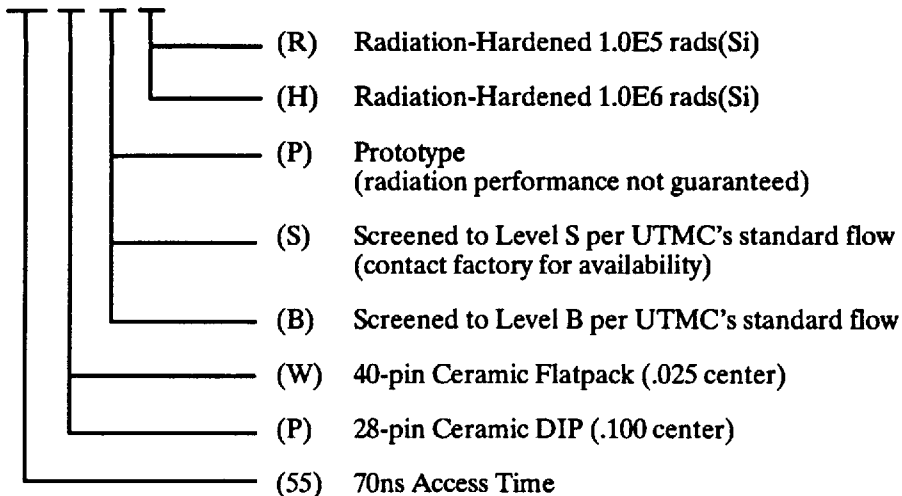 (R) Radiation-Hardened 1.0E5 rads(Si)
(H) Radiation-Hardened 1.0E6 rads(Si)
(P) Prototype
(radiation performance not guaranteed)
(S) Screened to Level S per UTMC's standard flow
(contact factory for availability)
(B) Screened to Level B per UTMC's standard flow
(W) 40-pin Ceramic Flatpack (.025 center)
(P) 28-pin Ceramic DIP (.100 center)
(55) 70ns Access Time